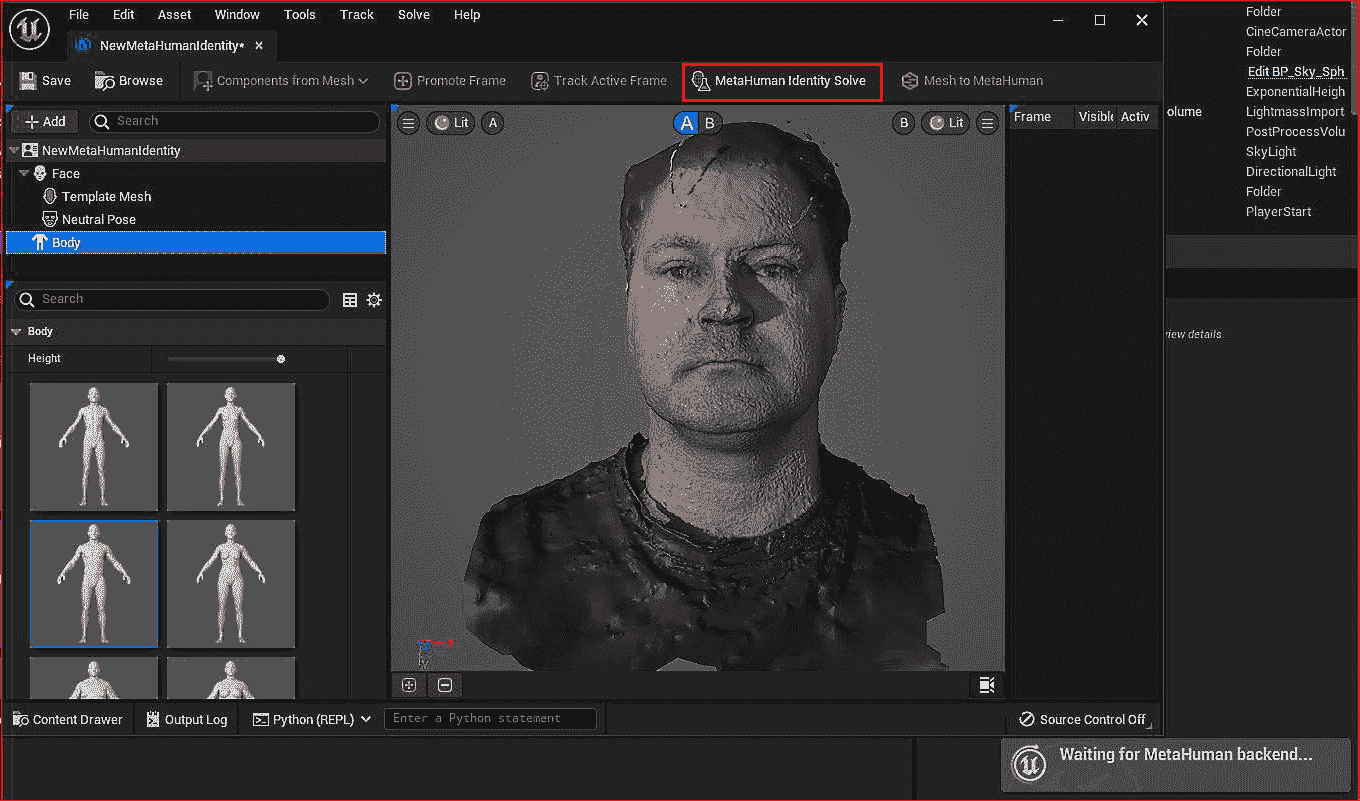 File Edit Asset Window Tools Track Solve Help
NewMetaHumanIdentity*
Save Browse Components from Mesh Promote Frame Track Active Frame MetaHuman Identity Solve Mesh to MetaHuman
Add Search
NewMetaHumanIdentity
Face
Template Mesh
Neutral Pose
Body
Search
Body
Height
Lit A
A B
B Lit
Frame Visible Activ
Folder
CineCameraActor
Folder
Edit BP_Sky_Sph
ExponentialHeigh
olume LightmassImport
PostProcessVolu
SkyLight
DirectionalLight
Folder
PlayerStart
view details.
Content Drawer Output Log Python (REPL) Enter a Python statement Source Control Off
Waiting for MetaHuman backend...